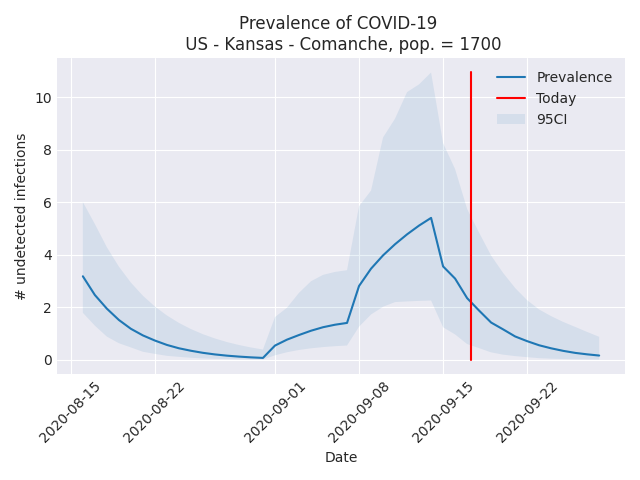 Prevalence of COVID-19
US - Kansas - Comanche, pop. = 1700
# undetected infections
10
8
6
4
2
0
Prevalence
Today
95CI
2020-08-15
2020-08-22
2020-09-01
2020-09-08
2020-09-15
2020-09-22
Date